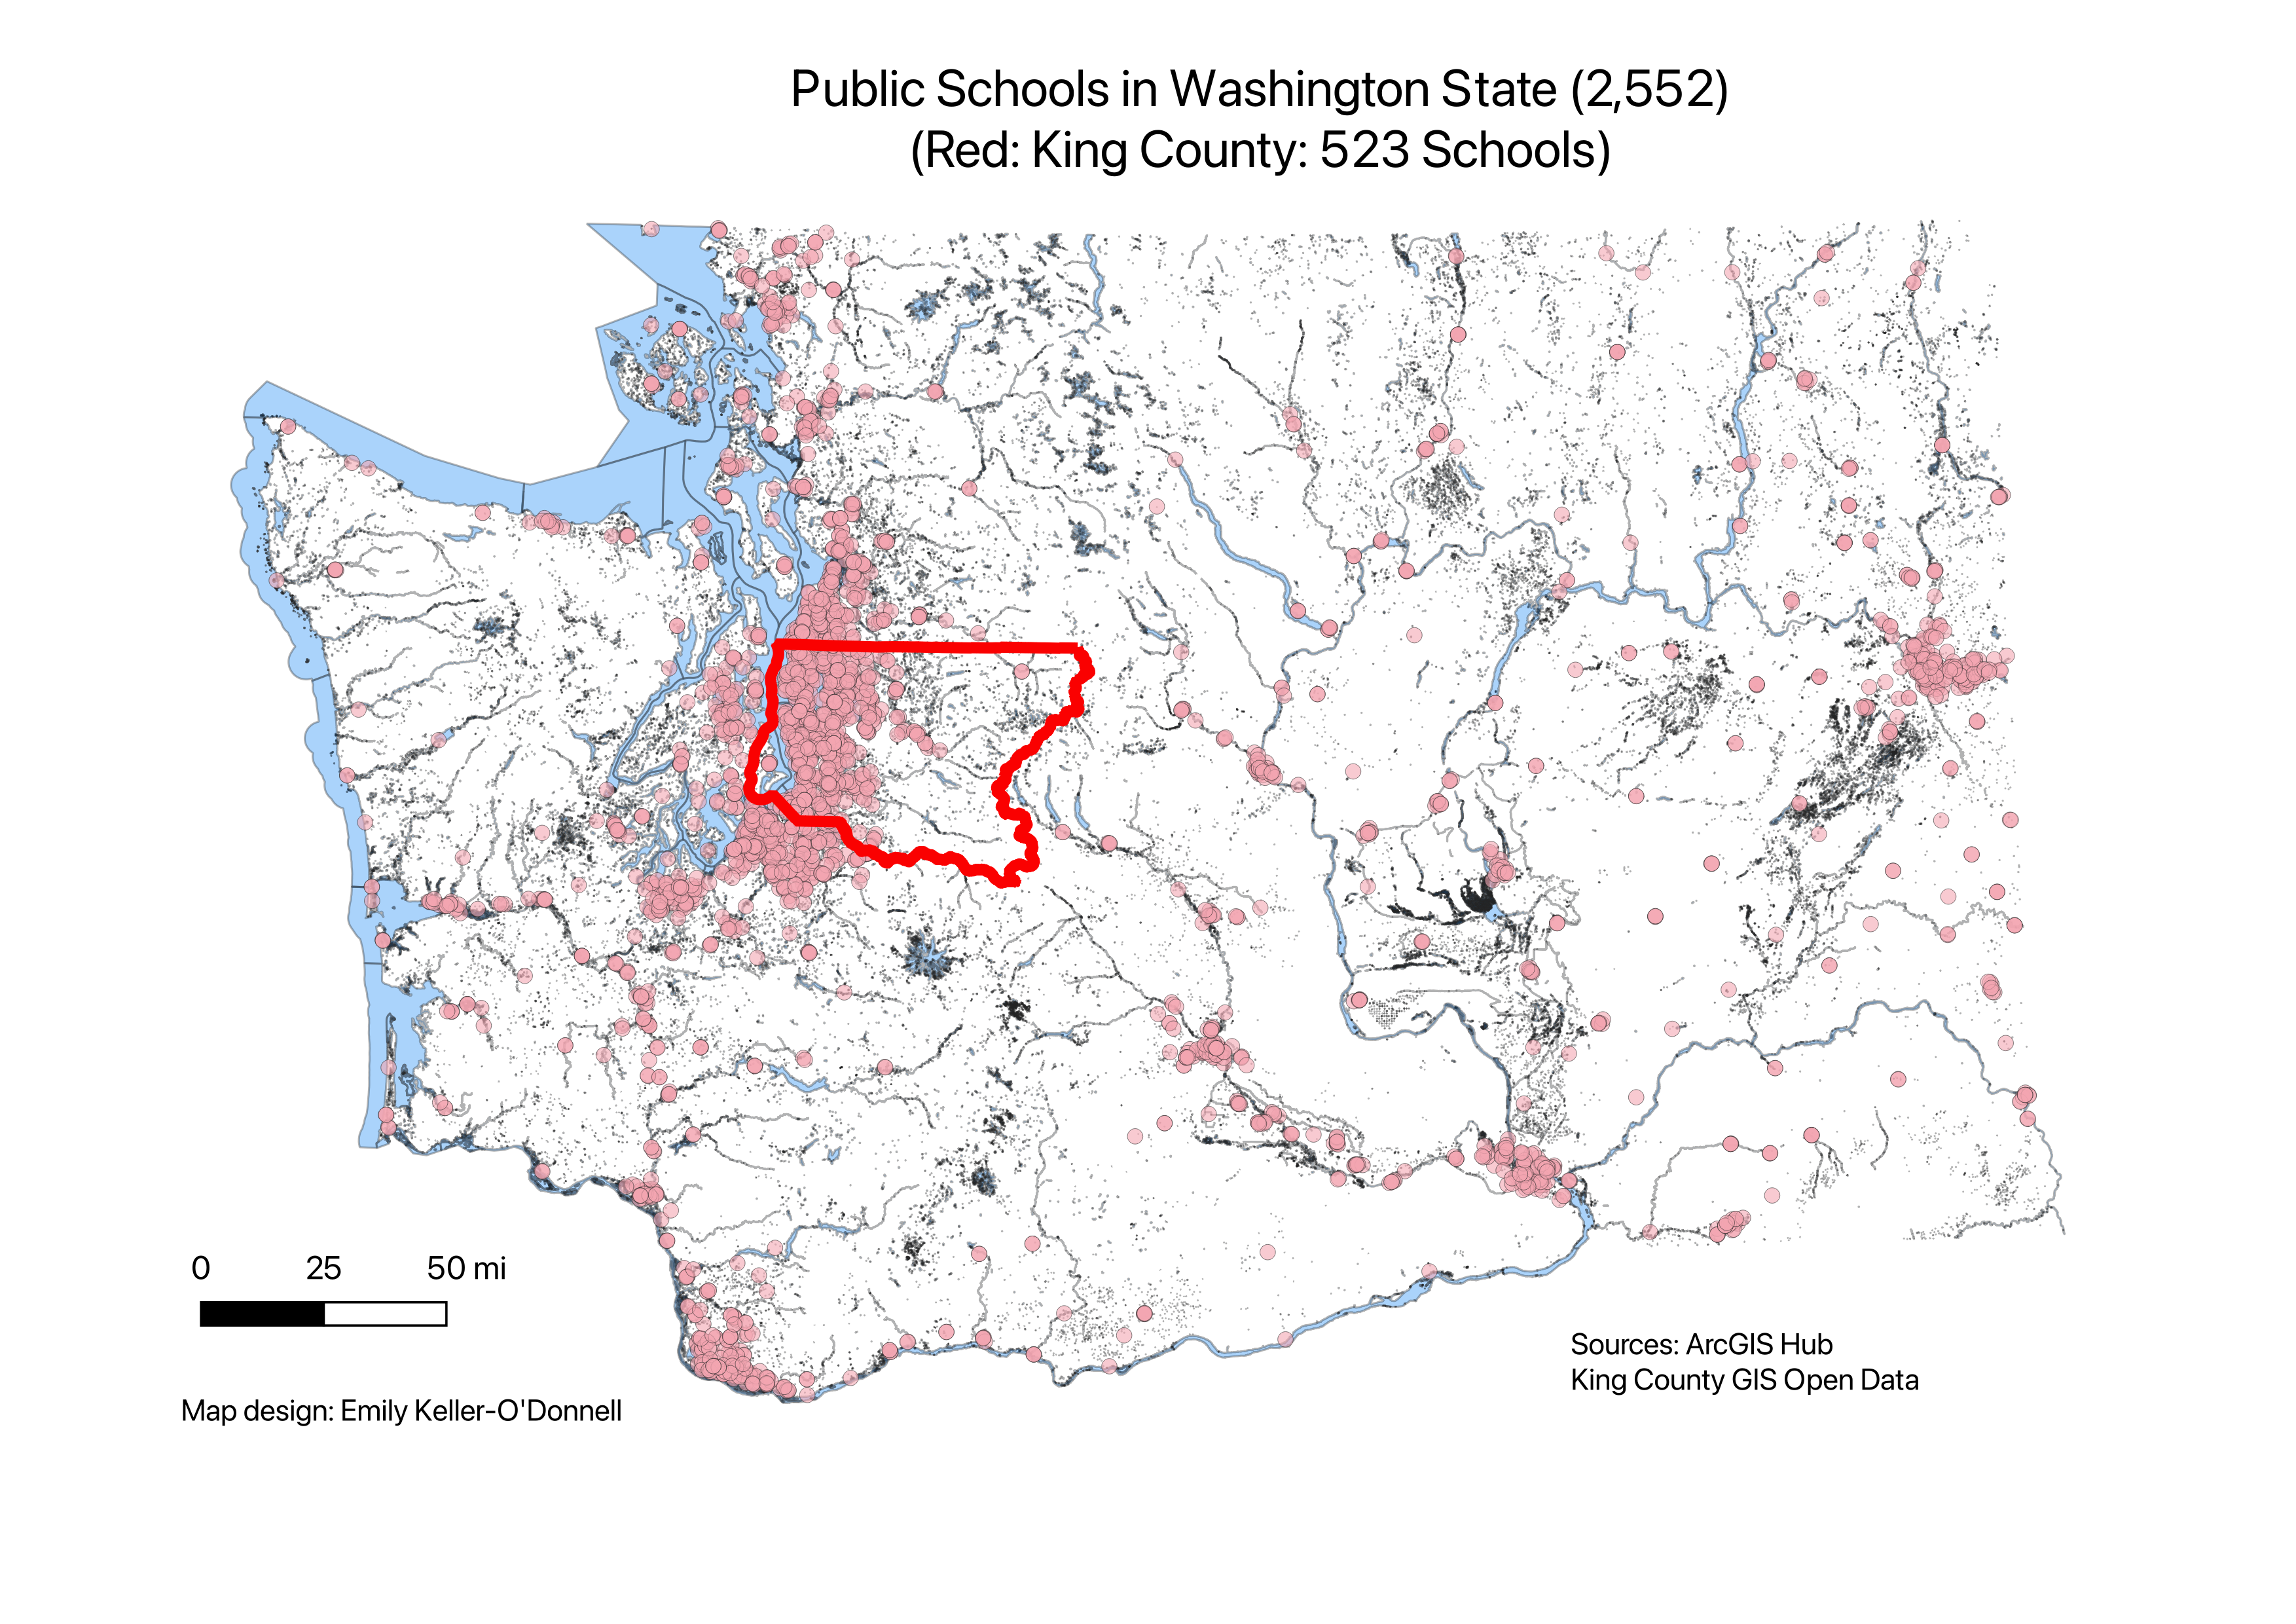 Public Schools in Washington State (2,552)
(Red: King County: 523 Schools)
0 25 50 mi
Sources: ArcGIS Hub
King County GIS Open Data
Map design: Emily Keller-O'Donnell